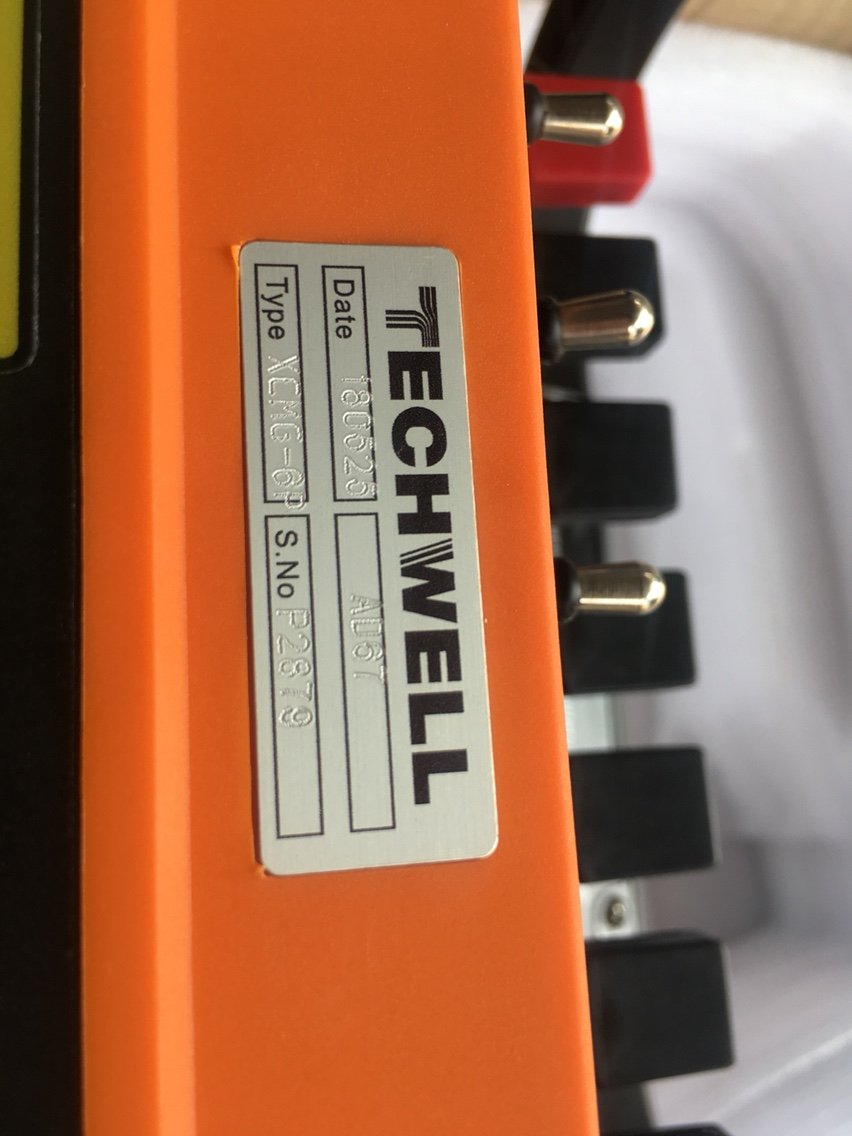 TECHWELL
Date 180525 AD67
Type XCMG-6P S.No P2879